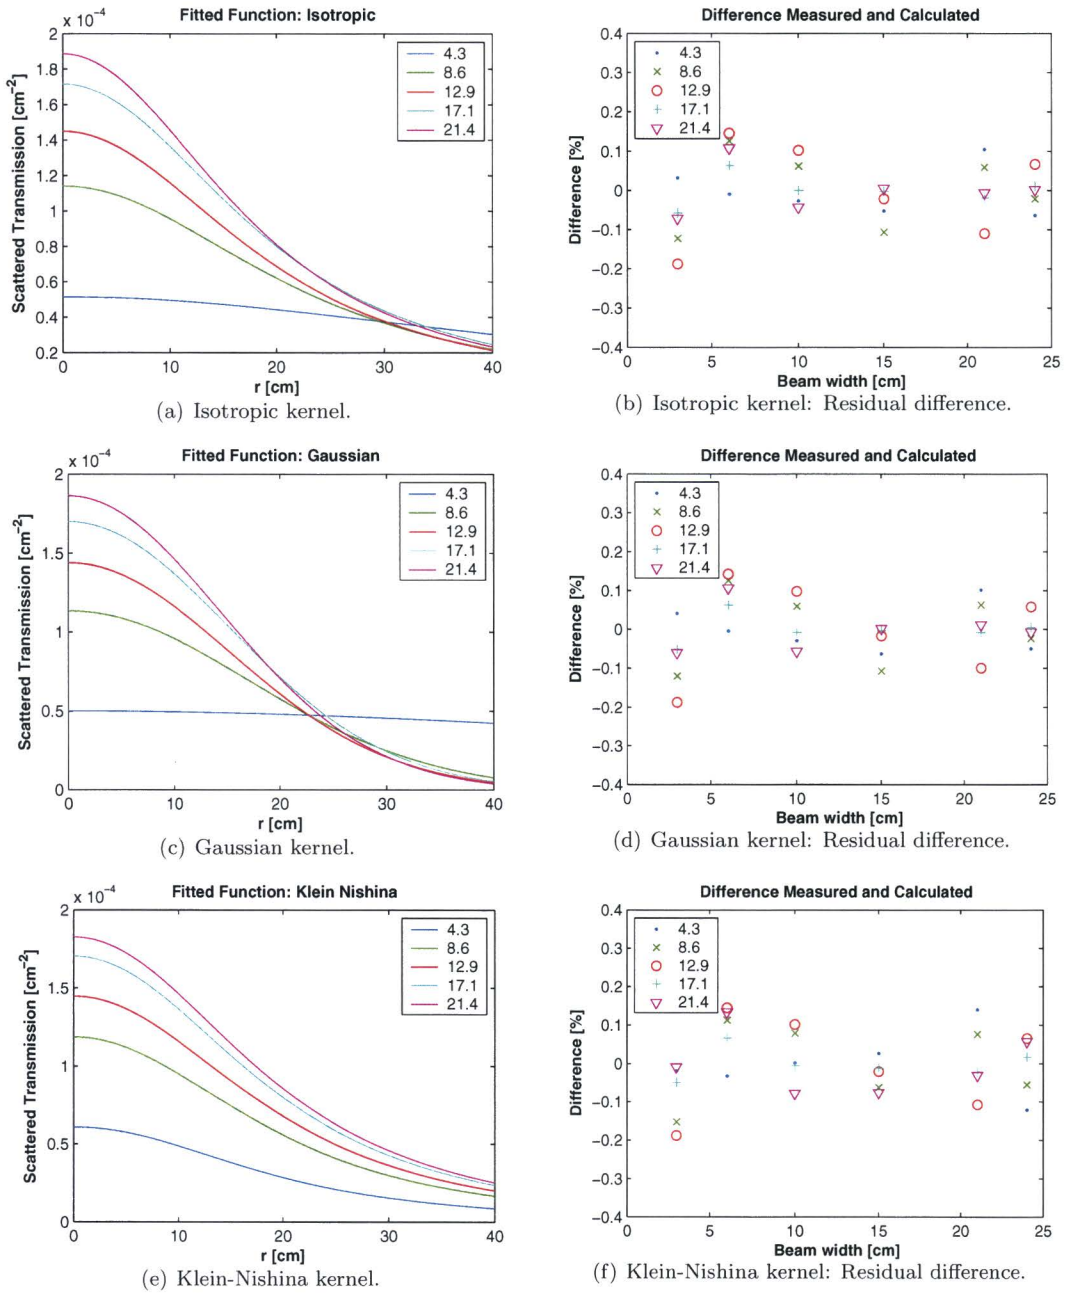 Fitted Function: Isotropic
x 10⁻⁴
Scattered Transmission [cm⁻²]
2
1.8
1.6
1.4
1.2
1
0.8
0.6
0.4
0.2
0 10 20 30 40
r [cm]
4.3
8.6
12.9
17.1
21.4
(a) Isotropic kernel.
Difference Measured and Calculated
Difference [%]
0.4
0.3
0.2
0.1
0
−0.1
−0.2
−0.3
−0.4
0 5 10 15 20 25
Beam width [cm]
4.3
8.6
12.9
17.1
21.4
(b) Isotropic kernel: Residual difference.
Fitted Function: Gaussian
x 10⁻⁴
Scattered Transmission [cm⁻²]
2
1.5
1
0.5
0
0 10 20 30 40
r [cm]
4.3
8.6
12.9
17.1
21.4
(c) Gaussian kernel.
Difference Measured and Calculated
Difference [%]
0.4
0.3
0.2
0.1
0
−0.1
−0.2
−0.3
−0.4
0 5 10 15 20 25
Beam width [cm]
4.3
8.6
12.9
17.1
21.4
(d) Gaussian kernel: Residual difference.
Fitted Function: Klein Nishina
x 10⁻⁴
Scattered Transmission [cm⁻²]
2
1.5
1
0.5
0
0 10 20 30 40
r [cm]
4.3
8.6
12.9
17.1
21.4
(e) Klein-Nishina kernel.
Difference Measured and Calculated
Difference [%]
0.4
0.3
0.2
0.1
0
−0.1
−0.2
−0.3
−0.4
0 5 10 15 20 25
Beam width [cm]
4.3
8.6
12.9
17.1
21.4
(f) Klein-Nishina kernel: Residual difference.